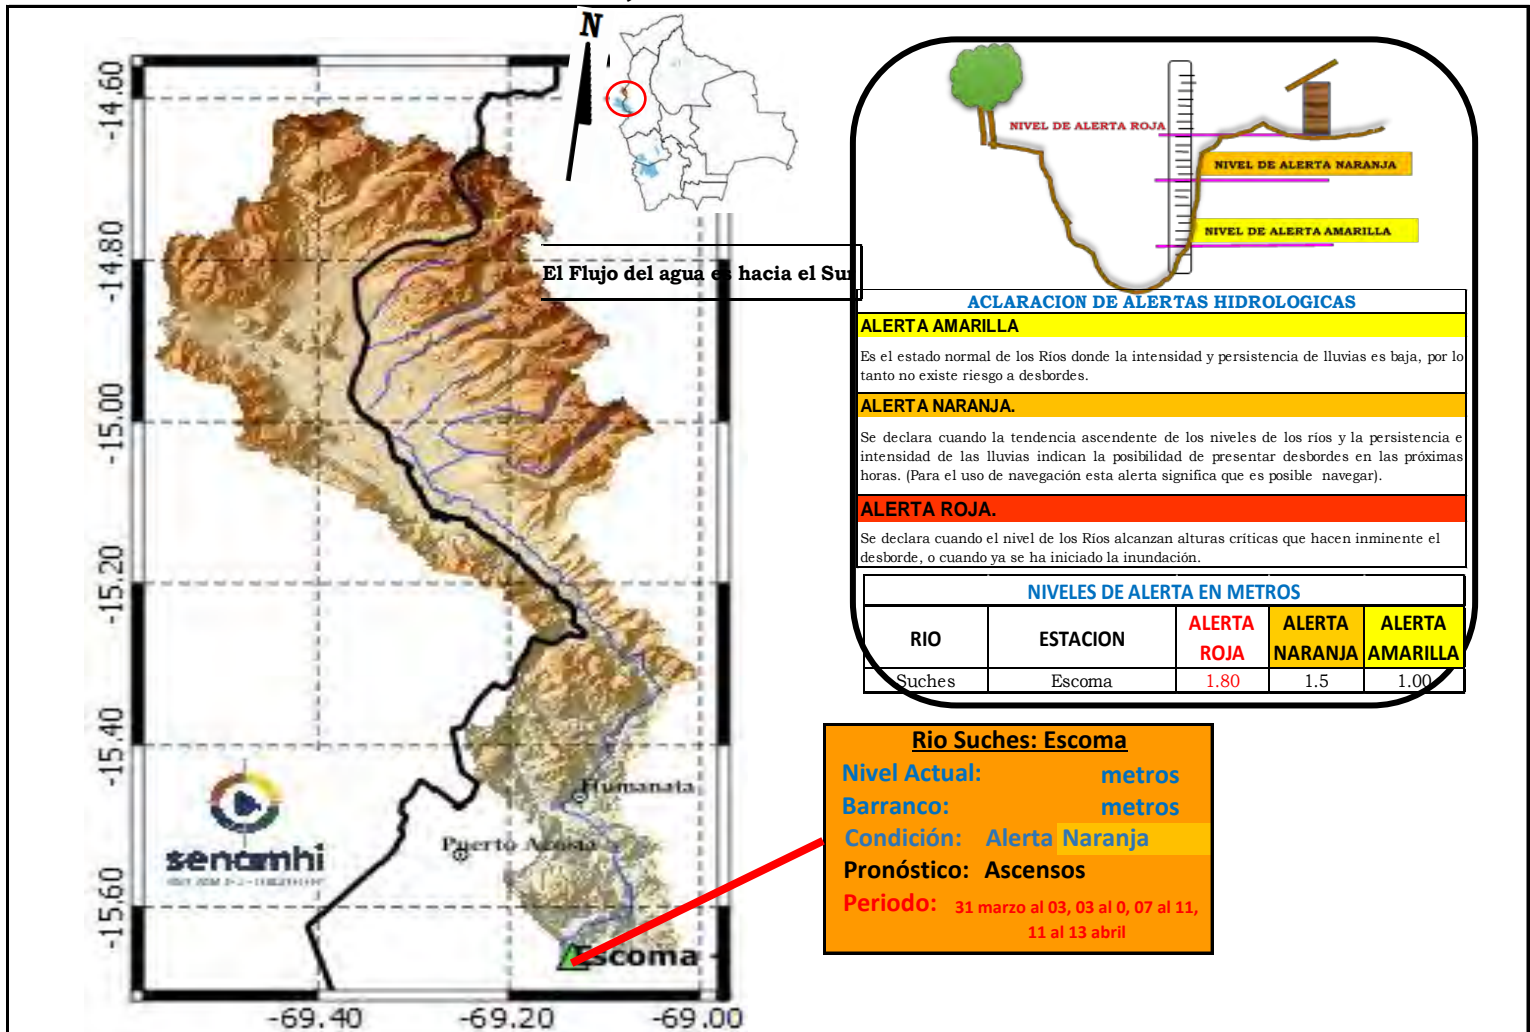 N
-14.60
-14.80
-15.00
-15.20
-15.40
-15.60
-69.40
-69.20
-69.00
El Flujo del agua es hacia el Sur
Humanata
Puerto Acosta
Escoma
senamhi
NIVEL DE ALERTA ROJA
NIVEL DE ALERTA NARANJA
NIVEL DE ALERTA AMARILLA
ACLARACION DE ALERTAS HIDROLOGICAS
ALERTA AMARILLA
Es el estado normal de los Ríos donde la intensidad y persistencia de lluvias es baja, por lo
tanto no existe riesgo a desbordes.
ALERTA NARANJA.
Se declara cuando la tendencia ascendente de los niveles de los ríos y la persistencia e
intensidad de las lluvias indican la posibilidad de presentar desbordes en las próximas
horas. (Para el uso de navegación esta alerta significa que es posible navegar).
ALERTA ROJA.
Se declara cuando el nivel de los Ríos alcanzan alturas críticas que hacen inminente el
desborde, o cuando ya se ha iniciado la inundación.
NIVELES DE ALERTA EN METROS
RIO ESTACION ALERTA ROJA ALERTA NARANJA ALERTA AMARILLA
Suches Escoma 1.80 1.5 1.00
Rio Suches: Escoma
Nivel Actual: metros
Barranco: metros
Condición: Alerta Naranja
Pronóstico: Ascensos
Periodo: 31 marzo al 03, 03 al 0, 07 al 11,
11 al 13 abril